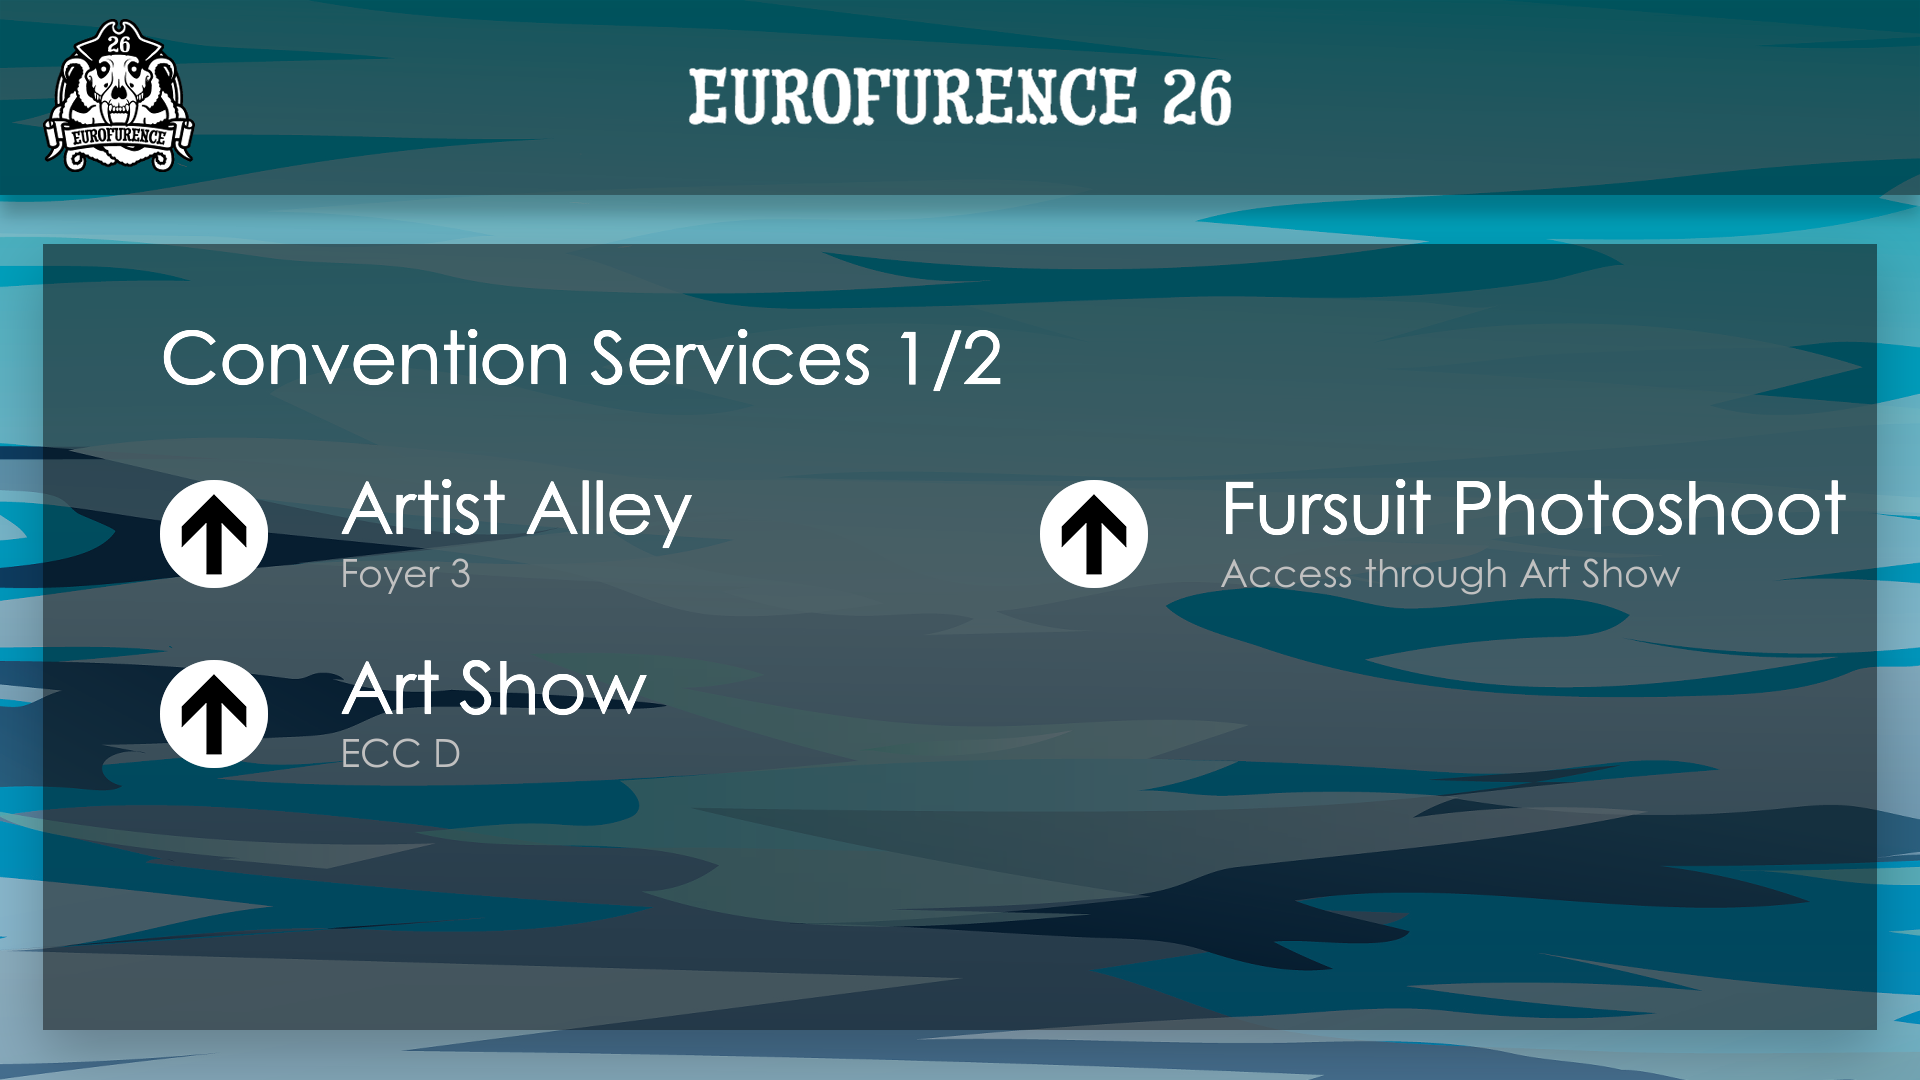 26
EUROFURENCE
EUROFURENCE 26
Convention Services 1/2
Artist Alley
Foyer 3
Art Show
ECC D
Fursuit Photoshoot
Access through Art Show